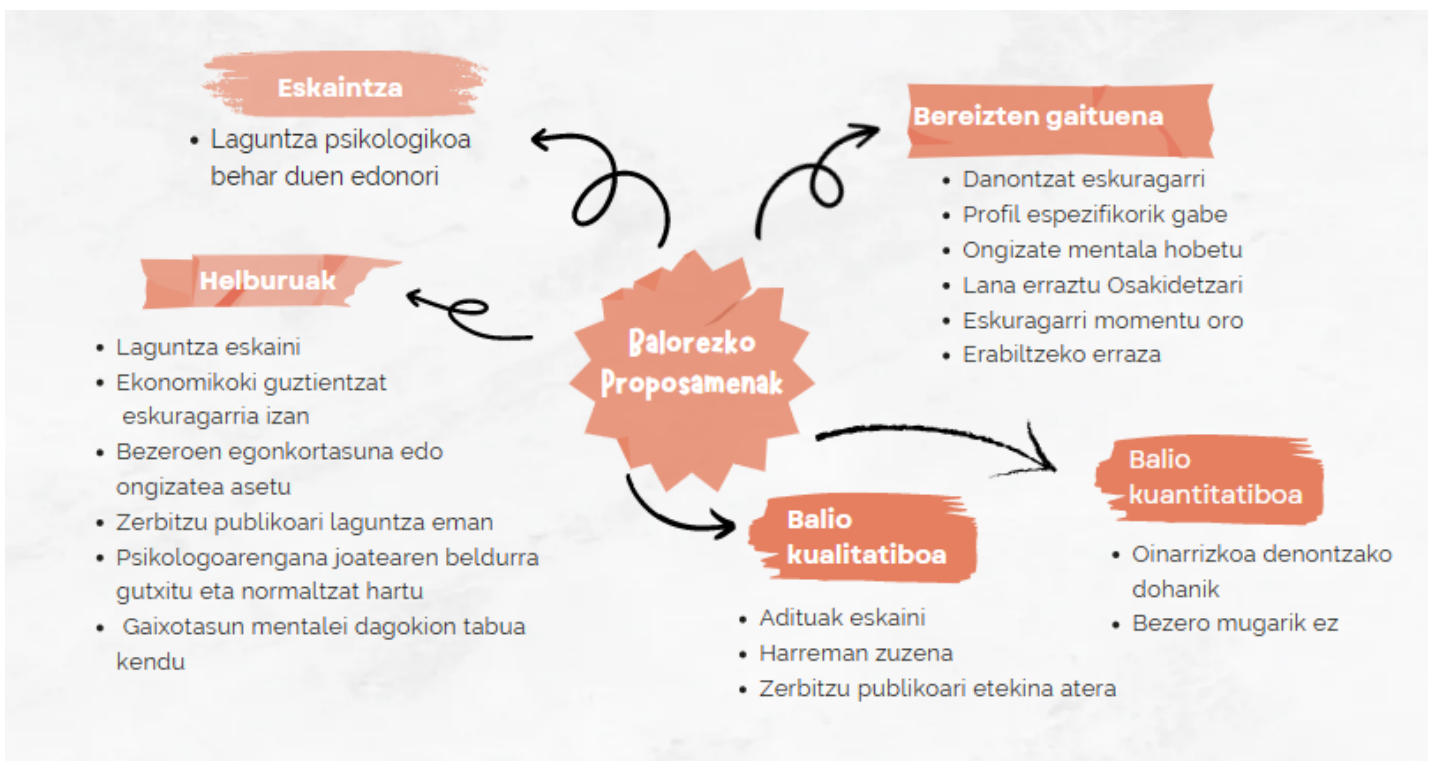 Eskaintza
• Laguntza psikologikoa
behar duen edonori
Bereizten gaituena
• Danontzat eskuragarri
• Profil espezifikorik gabe
• Ongizate mentala hobetu
• Lana erraztu Osakidetzari
• Eskuragarri momentu oro
• Erabiltzeko erraza
Helburuak
• Laguntza eskaini
• Ekonomikoki guztientzat
eskuragarria izan
• Bezeroen egonkortasuna edo
ongizatea asetu
• Zerbitzu publikoari laguntza eman
• Psikologoarengana joatearen beldurra
gutxitu eta normaltzat hartu
• Gaixotasun mentalei dagokion tabua
kendu
Balorezko
Proposamenak
Balio
kualitatiboa
• Adituak eskaini
• Harreman zuzena
• Zerbitzu publikoari etekina atera
Balio
kuantitatiboa
• Oinarrizkoa denontzako
dohanik
• Bezero mugarik ez